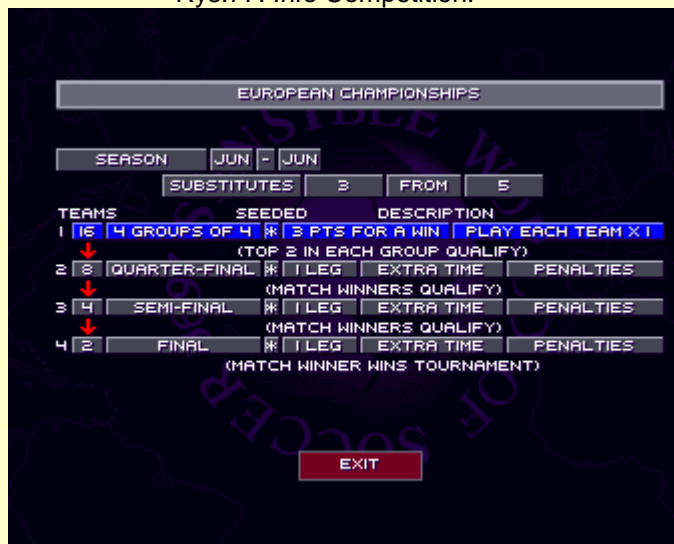 EUROPEAN CHAMPIONSHIPS
SEASON JUN - JUN
SUBSTITUTES 3 FROM 5
TEAMS SEEDED DESCRIPTION
1 16 4 GROUPS OF 4 * 3 PTS FOR A WIN PLAY EACH TEAM X 1
(TOP 2 IN EACH GROUP QUALIFY)
2 8 QUARTER-FINAL * 1 LEG EXTRA TIME PENALTIES
(MATCH WINNERS QUALIFY)
3 4 SEMI-FINAL * 1 LEG EXTRA TIME PENALTIES
(MATCH WINNERS QUALIFY)
4 2 FINAL * 1 LEG EXTRA TIME PENALTIES
(MATCH WINNER WINS TOURNAMENT)
EXIT